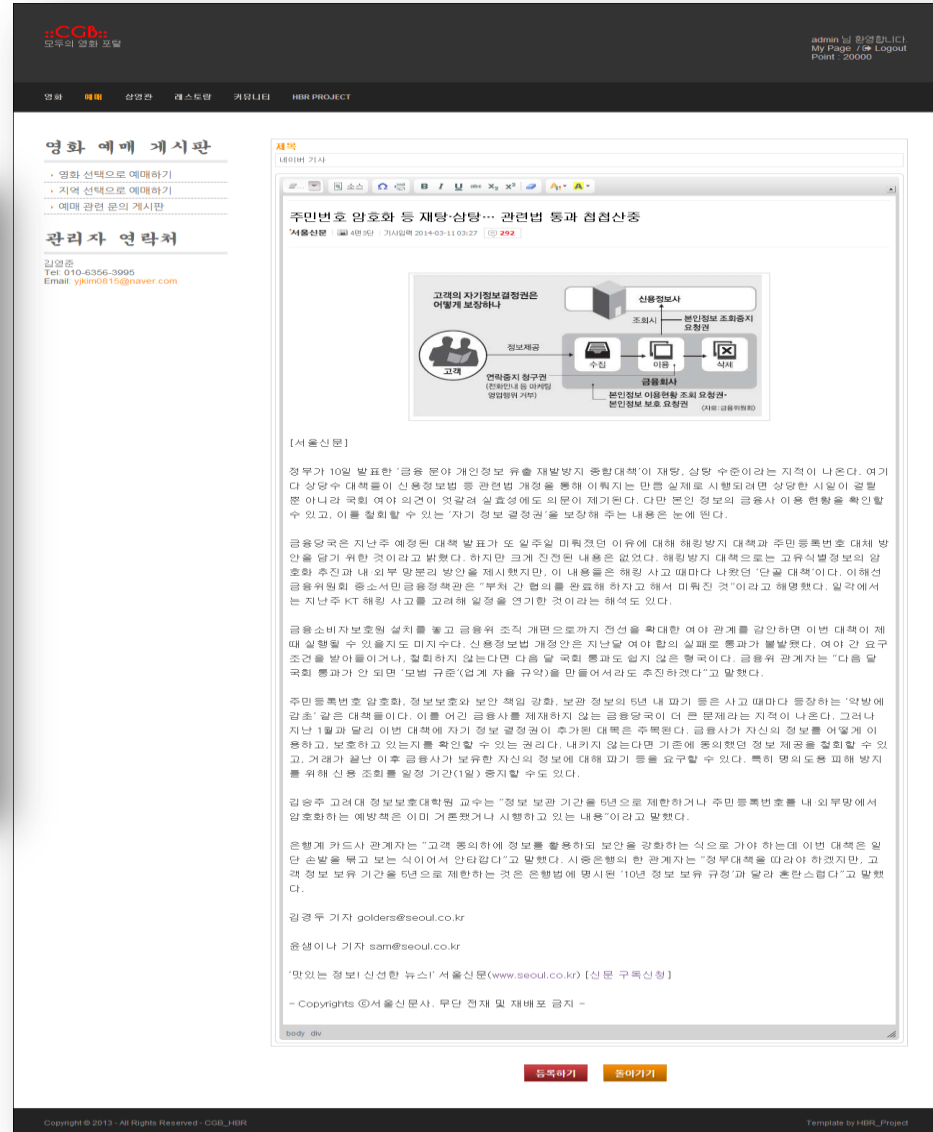 ::CGB::
모두의 영화 포털
admin 님 환영합니다.
My Page / Logout
Point : 20000
영화 예매 상영관 레스토랑 커뮤니티 HBR PROJECT
영화 예매 게시판
영화 선택으로 예매하기
지역 선택으로 예매하기
예매 관련 문의 게시판
관리자 연락처
김영준
Tel: 010-6356-3995
Email: yjkim0815@naver.com
제목
네이버 기사
소스
주민번호 암호화 등 재탕·삼탕… 관련법 통과 첩첩산중
서울신문 4면3단 기사입력 2014-03-11 03:27 292
고객의 자기정보결정권은
어떻게 보장하나
신용정보사
조회시
본인정보 조회중지
요청권
정보제공
고객
수집
이용
삭제
연락중지 청구권
(전화안내 등 마케팅
영업행위 거부)
금융회사
본인정보 이용현황 조회 요청권·
본인정보 보호 요청권
(자료:금융위원회)
[서울신문]
정부가 10일 발표한 '금융 분야 개인정보 유출 재발방지 종합대책'이 재탕, 삼탕 수준이라는 지적이 나온다. 여기
다 상당수 대책들이 신용정보법 등 관련법 개정을 통해 이뤄지는 만큼 실제로 시행되려면 상당한 시일이 걸릴
뿐 아니라 국회 여야 의견이 엇갈려 실효성에도 의문이 제기된다. 다만 본인 정보의 금융사 이용 현황을 확인할
수 있고, 이를 철회할 수 있는 '자기 정보 결정권'을 보장해 주는 내용은 눈에 띈다.
금융당국은 지난주 예정된 대책 발표가 또 일주일 미뤄졌던 이유에 대해 해킹방지 대책과 주민등록번호 대체 방
안을 담기 위한 것이라고 밝혔다. 하지만 크게 진전된 내용은 없었다. 해킹방지 대책으로는 고유식별정보의 암
호화 추진과 내·외부 망분리 방안을 제시했지만, 이 내용들은 해킹 사고 때마다 나왔던 '단골 대책'이다. 이해선
금융위원회 중소서민금융정책관은 "부처 간 협의를 완료해 하자고 해서 미뤄진 것"이라고 해명했다. 일각에서
는 지난주 KT 해킹 사고를 고려해 일정을 연기한 것이라는 해석도 있다.
금융소비자보호원 설치를 놓고 금융위 조직 개편으로까지 전선을 확대한 여야 관계를 감안하면 이번 대책이 제
때 실행될 수 있을지도 미지수다. 신용정보법 개정안은 지난달 여야 합의 실패로 통과가 불발됐다. 여야 간 요구
조건을 받아들이거나, 철회하지 않는다면 다음 달 국회 통과도 쉽지 않은 형국이다. 금융위 관계자는 "다음 달
국회 통과가 안 되면 '모범 규준'(업계 자율 규약)을 만들어서라도 추진하겠다"고 말했다.
주민등록번호 암호화, 정보보호와 보안 책임 강화, 보관 정보의 5년 내 파기 등은 사고 때마다 등장하는 '약방에
감초' 같은 대책들이다. 이를 어긴 금융사를 제재하지 않는 금융당국이 더 큰 문제라는 지적이 나온다. 그러나
지난 1월과 달리 이번 대책에 자기 정보 결정권이 추가된 대목은 주목된다. 금융사가 자신의 정보를 어떻게 이
용하고, 보호하고 있는지를 확인할 수 있는 권리다. 내키지 않는다면 기존에 동의했던 정보 제공을 철회할 수 있
고, 거래가 끝난 이후 금융사가 보유한 자신의 정보에 대해 파기 등을 요구할 수 있다. 특히 명의도용 피해 방지
를 위해 신용 조회를 일정 기간(1일) 중지할 수도 있다.
김승주 고려대 정보보호대학원 교수는 "정보 보관 기간을 5년으로 제한하거나 주민등록번호를 내·외부망에서
암호화하는 예방책은 이미 거론됐거나 시행하고 있는 내용"이라고 말했다.
은행계 카드사 관계자는 "고객 동의하에 정보를 활용하되 보안을 강화하는 식으로 가야 하는데 이번 대책은 일
단 손발을 묶고 보는 식이어서 안타깝다"고 말했다. 시중은행의 한 관계자는 "정부대책을 따라야 하겠지만, 고
객 정보 보유 기간을 5년으로 제한하는 것은 은행법에 명시된 '10년 정보 보유 규정'과 달라 혼란스럽다"고 말했
다.
김경두 기자 golders@seoul.co.kr
윤샘이나 기자 sam@seoul.co.kr
'맛있는 정보! 신선한 뉴스!' 서울신문(www.seoul.co.kr) [신문 구독신청]
- Copyrights ⓒ서울신문사. 무단 전재 및 재배포 금지 -
body div
등록하기 돌아가기
Copyright © 2013 - All Rights Reserved - CGB_HBR
Template by HBR_Project